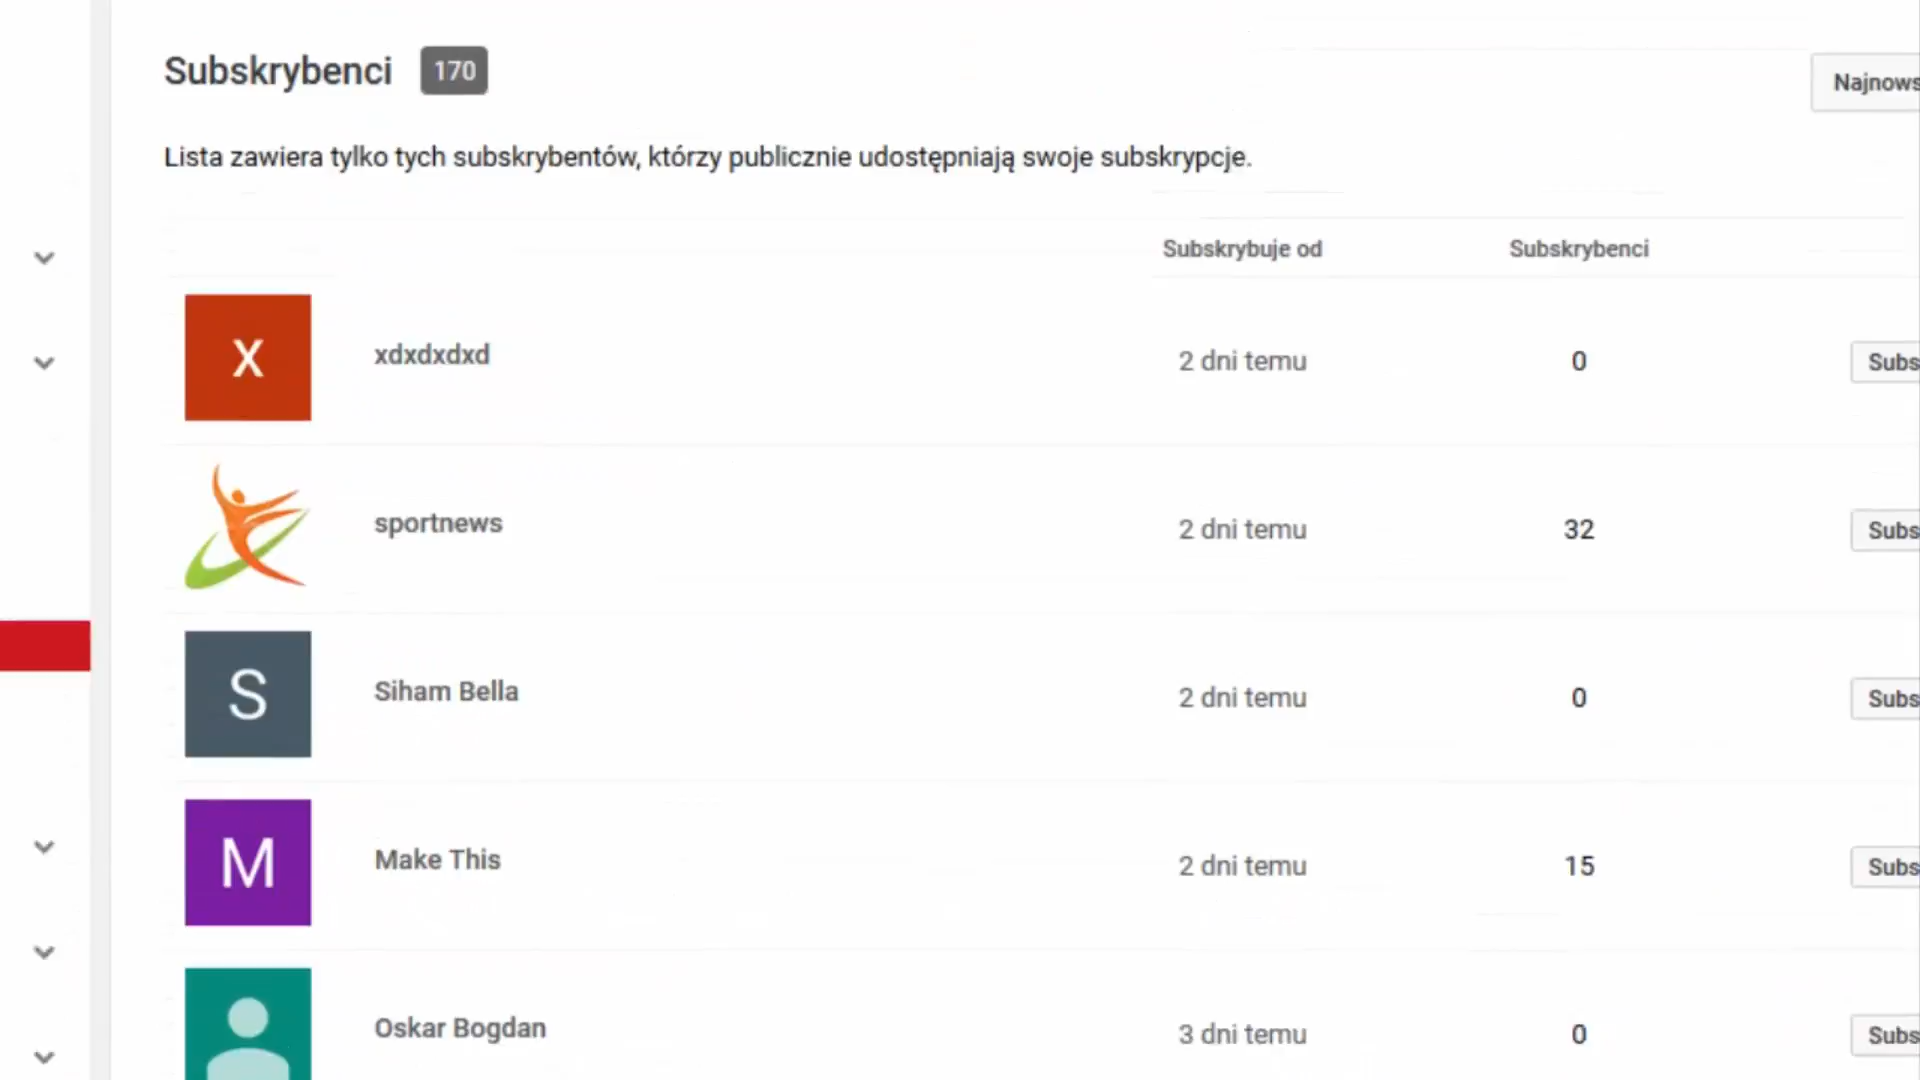 Subskrybenci 170
Najnows
Lista zawiera tylko tych subskrybentów, którzy publicznie udostępniają swoje subskrypcje.
Subskrybuje od Subskrybenci
X xdxdxdxd 2 dni temu 0 Subs
sportnews 2 dni temu 32 Subs
S Siham Bella 2 dni temu 0 Subs
M Make This 2 dni temu 15 Subs
Oskar Bogdan 3 dni temu 0 Subs